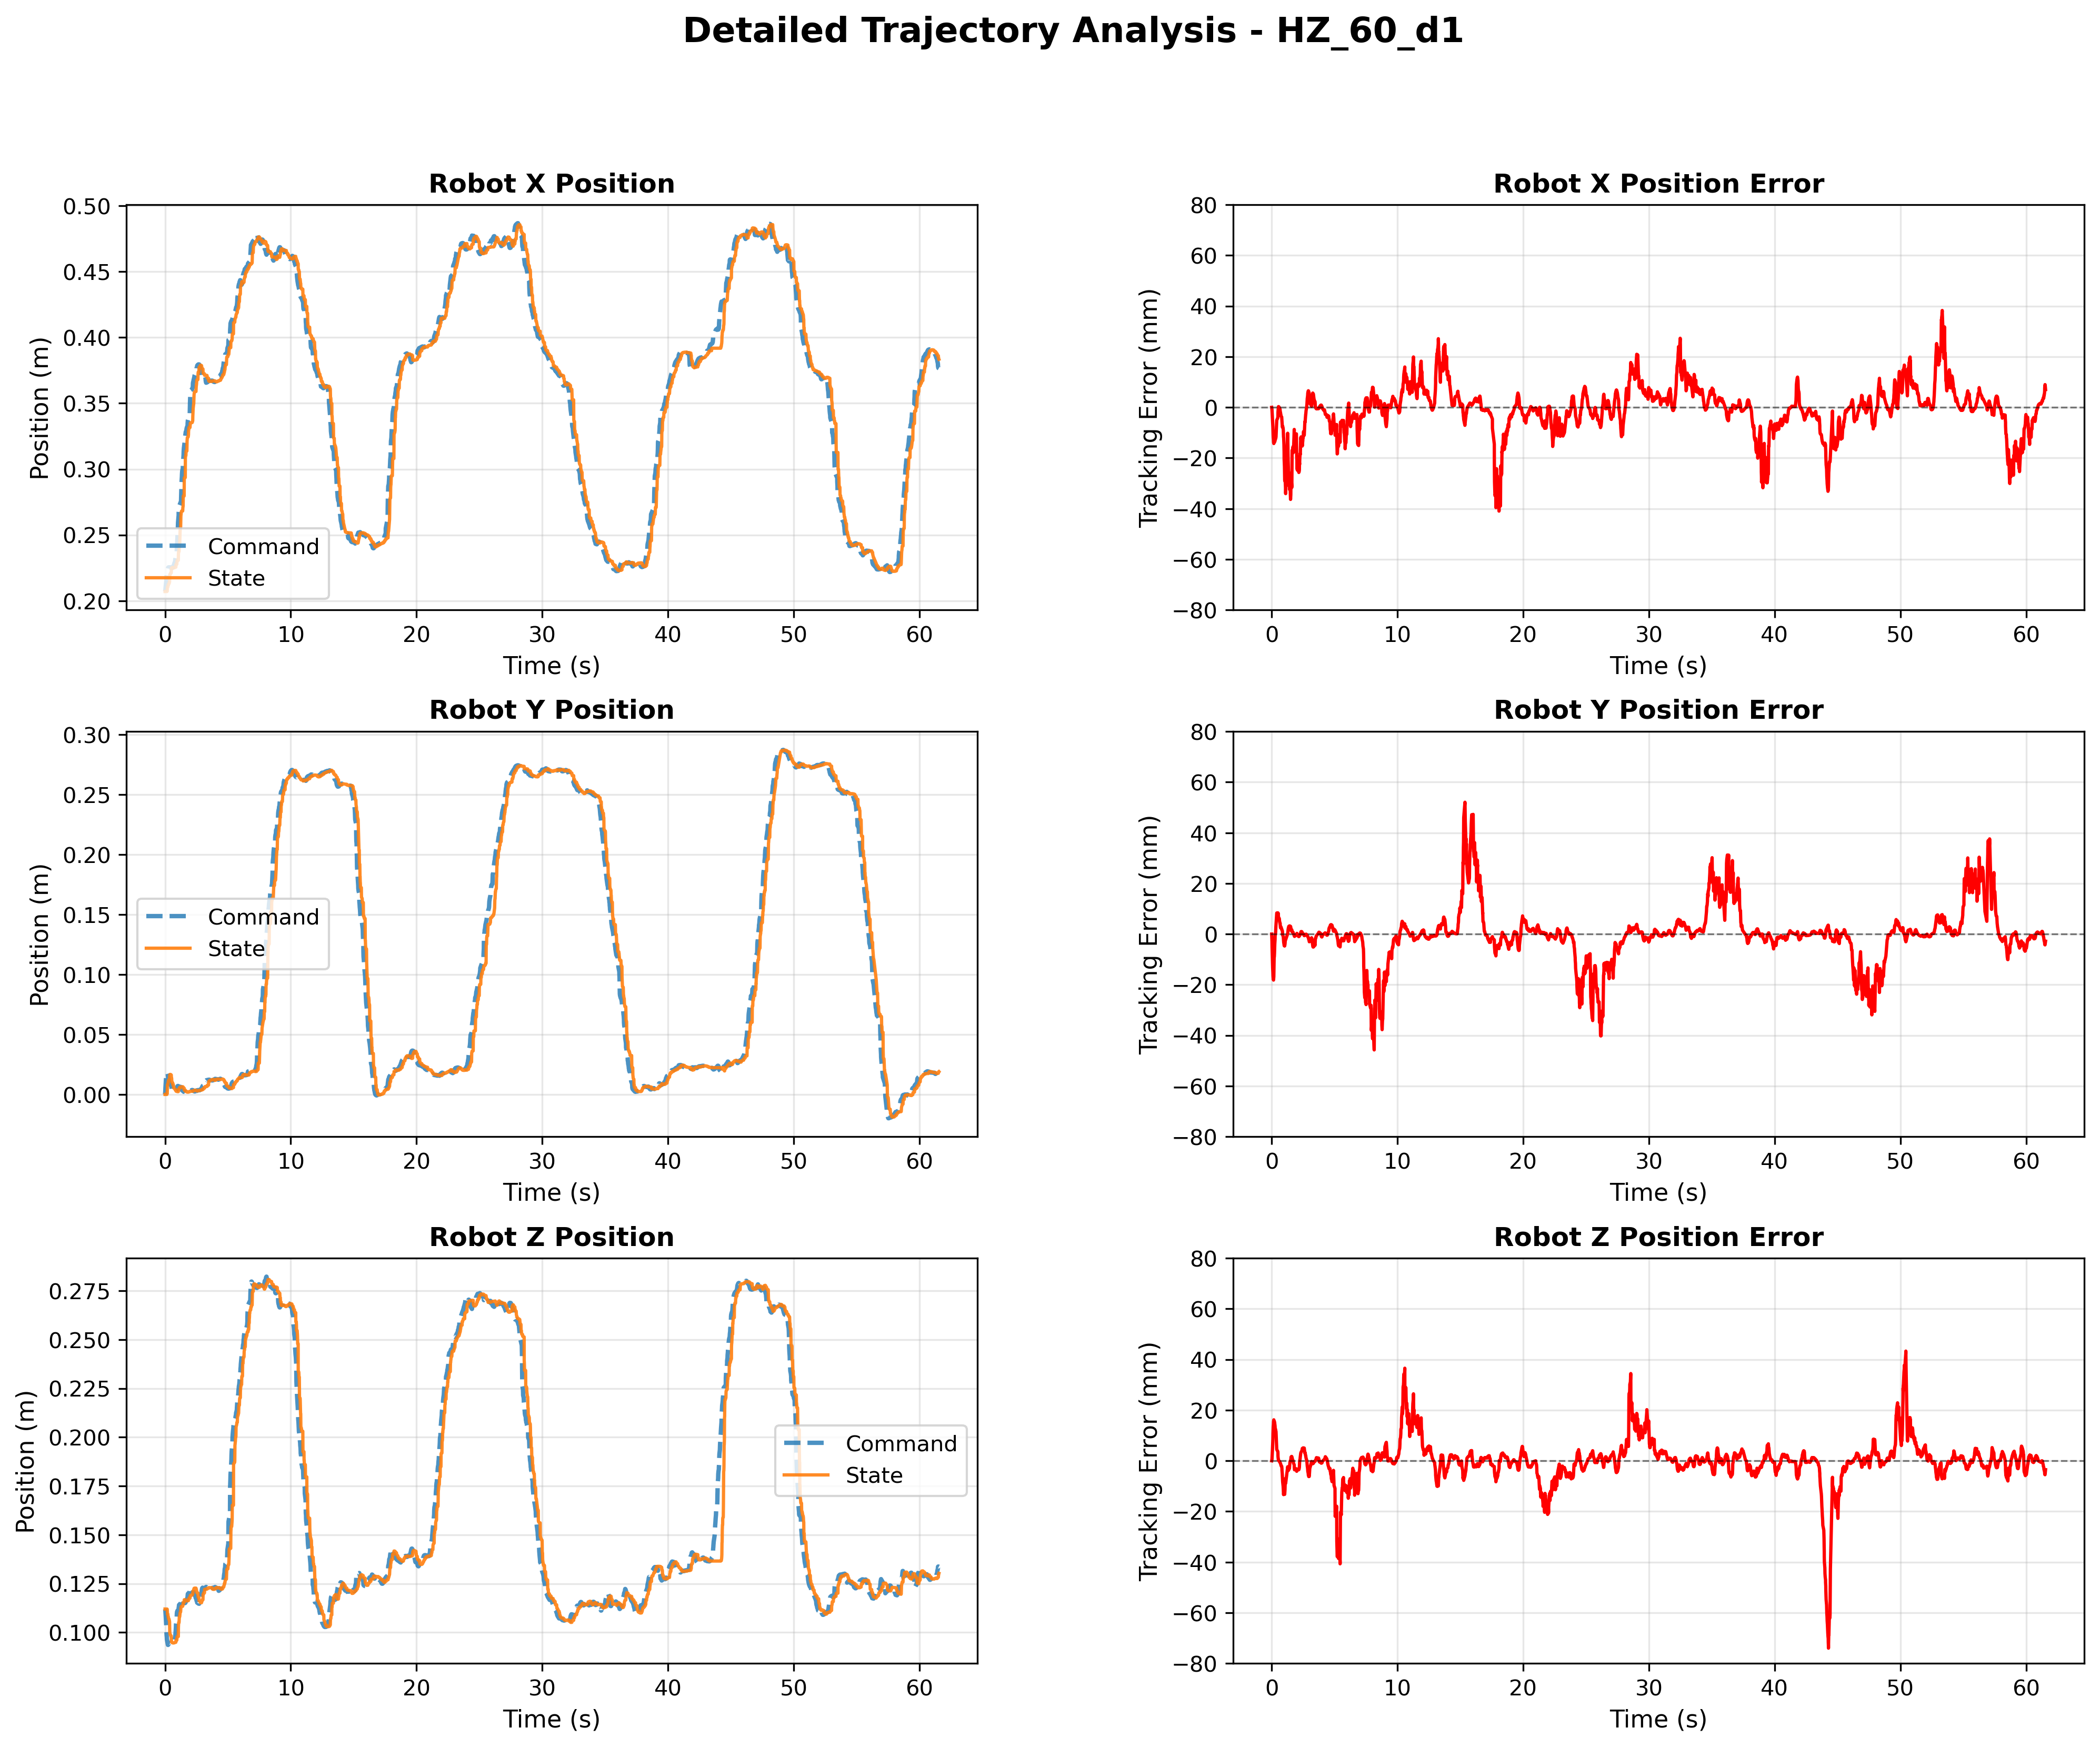 Detailed Trajectory Analysis - HZ_60_d1
Robot X Position
Position (m)
0.50
0.45
0.40
0.35
0.30
0.25
0.20
Command
State
0 10 20 30 40 50 60
Time (s)
Robot X Position Error
Tracking Error (mm)
80
60
40
20
0
−20
−40
−60
−80
0 10 20 30 40 50 60
Time (s)
Robot Y Position
Position (m)
0.30
0.25
0.20
0.15
0.10
0.05
0.00
Command
State
0 10 20 30 40 50 60
Time (s)
Robot Y Position Error
Tracking Error (mm)
80
60
40
20
0
−20
−40
−60
−80
0 10 20 30 40 50 60
Time (s)
Robot Z Position
Position (m)
0.275
0.250
0.225
0.200
0.175
0.150
0.125
0.100
Command
State
0 10 20 30 40 50 60
Time (s)
Robot Z Position Error
Tracking Error (mm)
80
60
40
20
0
−20
−40
−60
−80
0 10 20 30 40 50 60
Time (s)